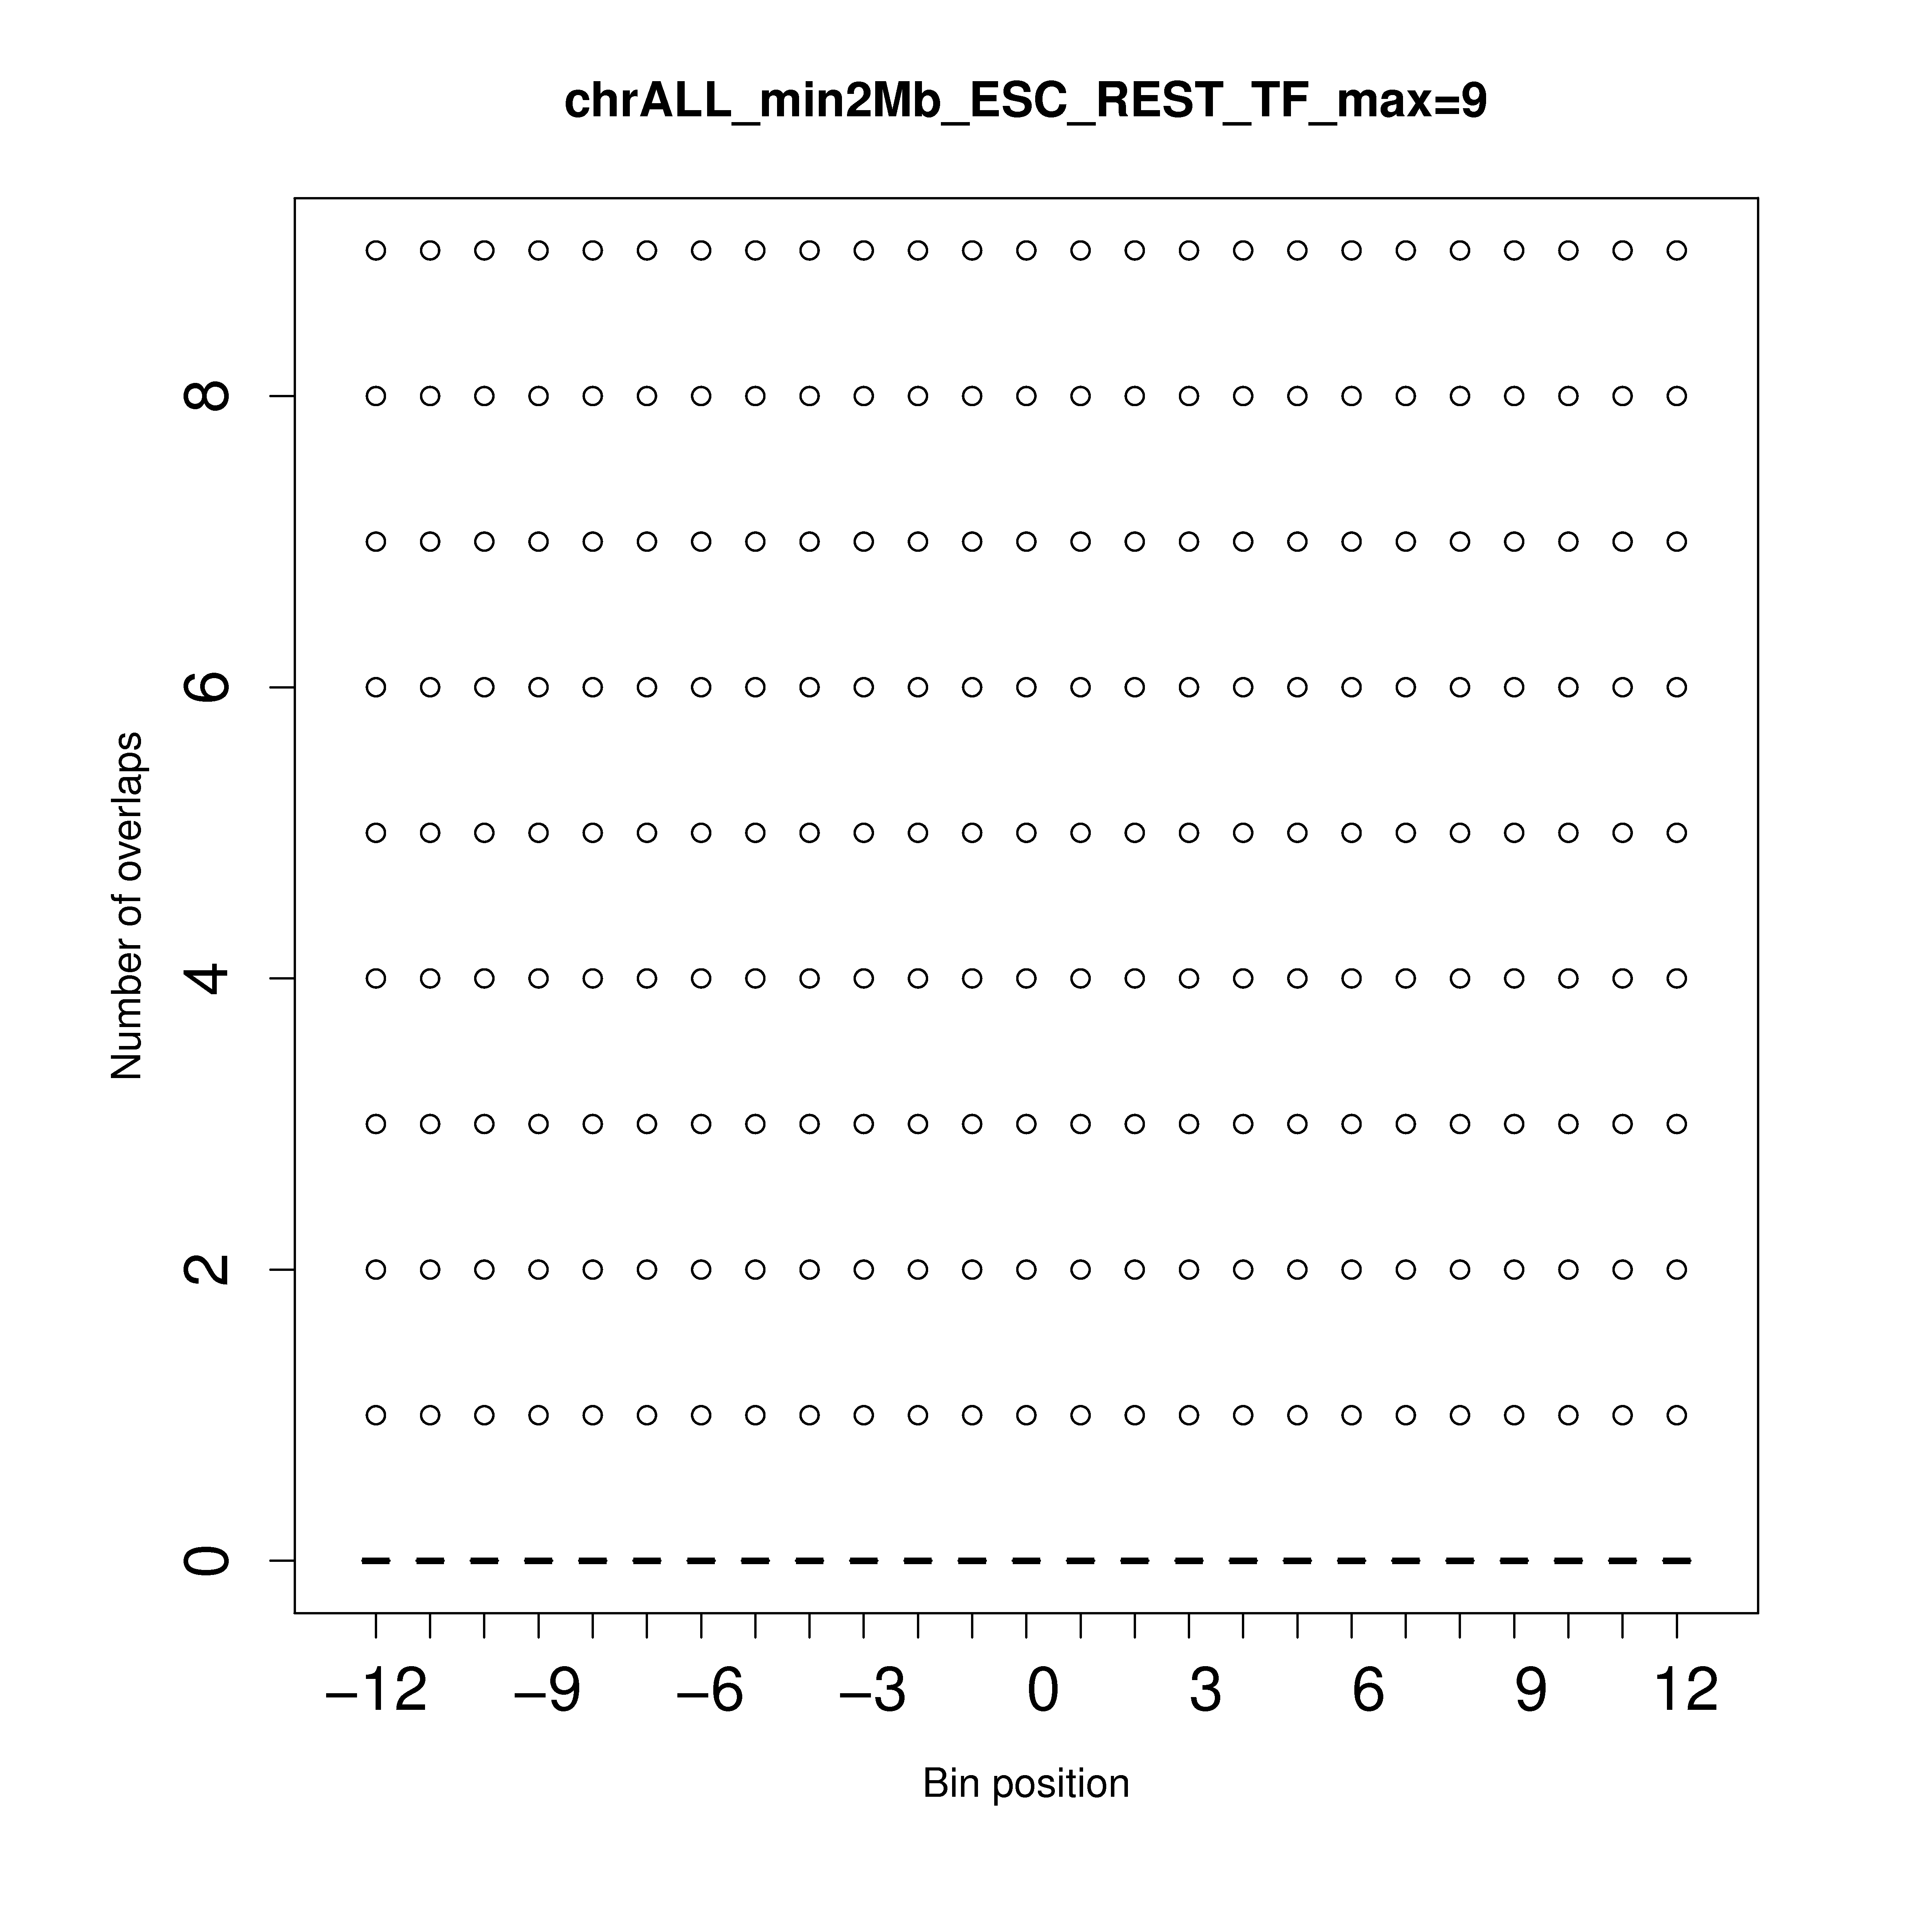 chrALL_min2Mb_ESC_REST_TF_max=9
8
6
4
2
0
Number of overlaps
−12 −9 −6 −3 0 3 6 9 12
Bin position